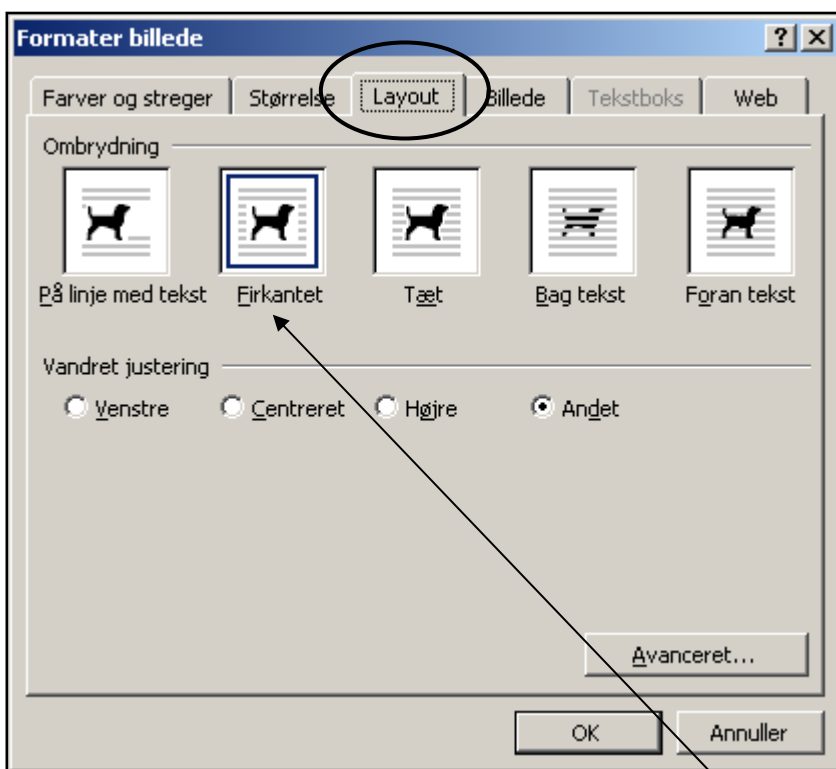 Formater billede
Farver og streger Størrelse Layout Billede Tekstboks Web
Ombrydning
På linje med tekst Firkantet Tæt Bag tekst Foran tekst
Vandret justering
Venstre Centreret Højre Andet
Avanceret...
OK Annuller